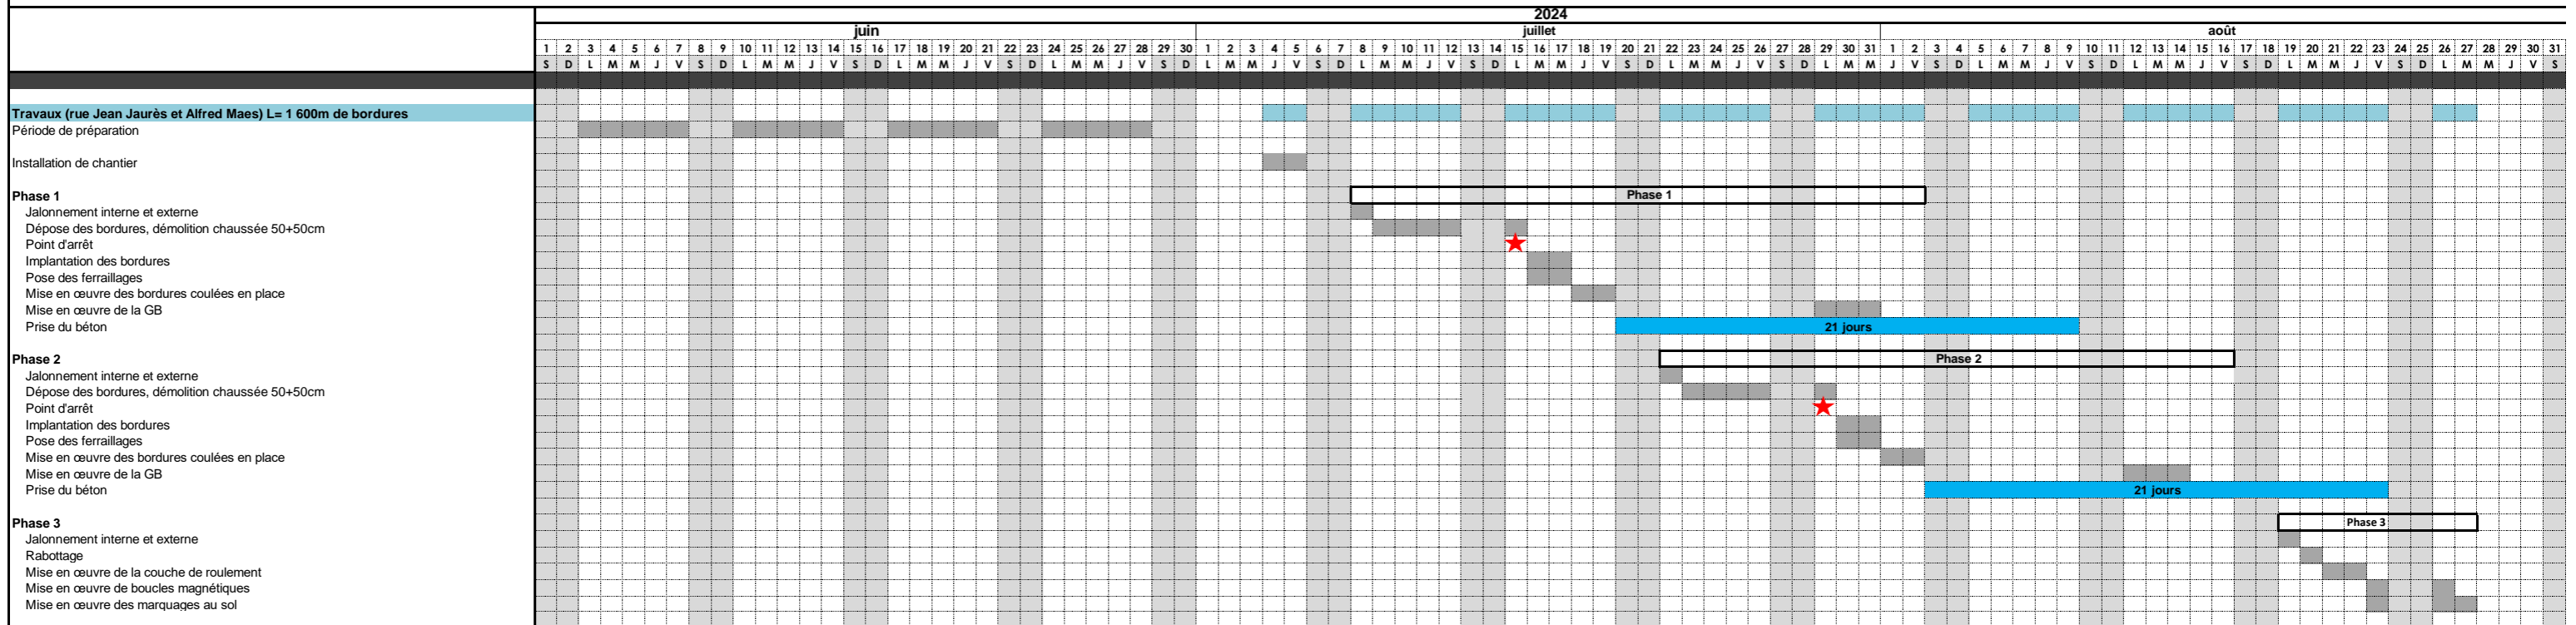 2024
juin juillet août
1 2 3 4 5 6 7 8 9 10 11 12 13 14 15 16 17 18 19 20 21 22 23 24 25 26 27 28 29 30 1 2 3 4 5 6 7 8 9 10 11 12 13 14 15 16 17 18 19 20 21 22 23 24 25 26 27 28 29 30 31 1 2 3 4 5 6 7 8 9 10 11 12 13 14 15 16 17 18 19 20 21 22 23 24 25 26 27 28 29 30 31
S D L M M J V S D L M M J V S D L M M J V S D L M M J V S D L M M J V S D L M M J V S D L M M J V S D L M M J V S D L M M J V S D L M M J V S D L M M J V S D L M M J V S D L M M J V S
Travaux (rue Jean Jaurès et Alfred Maes) L= 1 600m de bordures
Période de préparation
Installation de chantier
Phase 1 Phase 1
Jalonnement interne et externe
Dépose des bordures, démolition chaussée 50+50cm
Point d'arrêt
Implantation des bordures
Pose des ferraillages
Mise en œuvre des bordures coulées en place
Mise en œuvre de la GB
Prise du béton 21 jours
Phase 2 Phase 2
Jalonnement interne et externe
Dépose des bordures, démolition chaussée 50+50cm
Point d'arrêt
Implantation des bordures
Pose des ferraillages
Mise en œuvre des bordures coulées en place
Mise en œuvre de la GB
Prise du béton 21 jours
Phase 3 Phase 3
Jalonnement interne et externe
Rabottage
Mise en œuvre de la couche de roulement
Mise en œuvre de boucles magnétiques
Mise en œuvre des marquages au sol